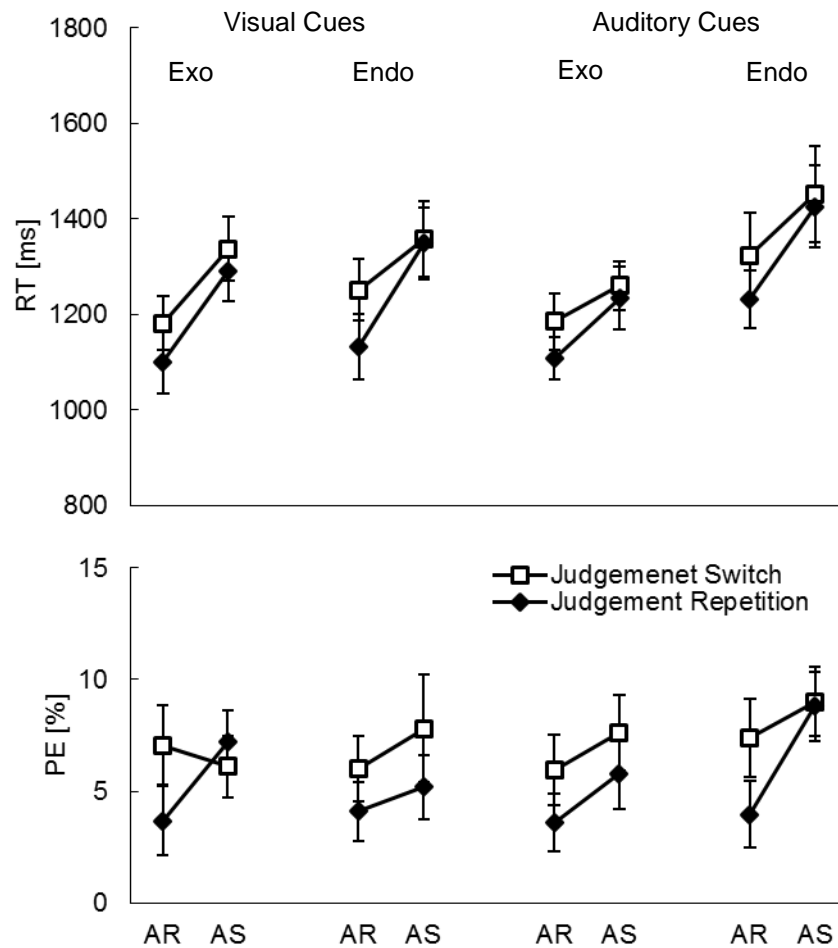 Visual Cues Auditory Cues
Exo Endo Exo Endo
1800
1600
1400
1200
1000
800
RT [ms]
15
10
5
0
PE [%]
Judgemenet Switch
Judgement Repetition
AR AS AR AS AR AS AR AS